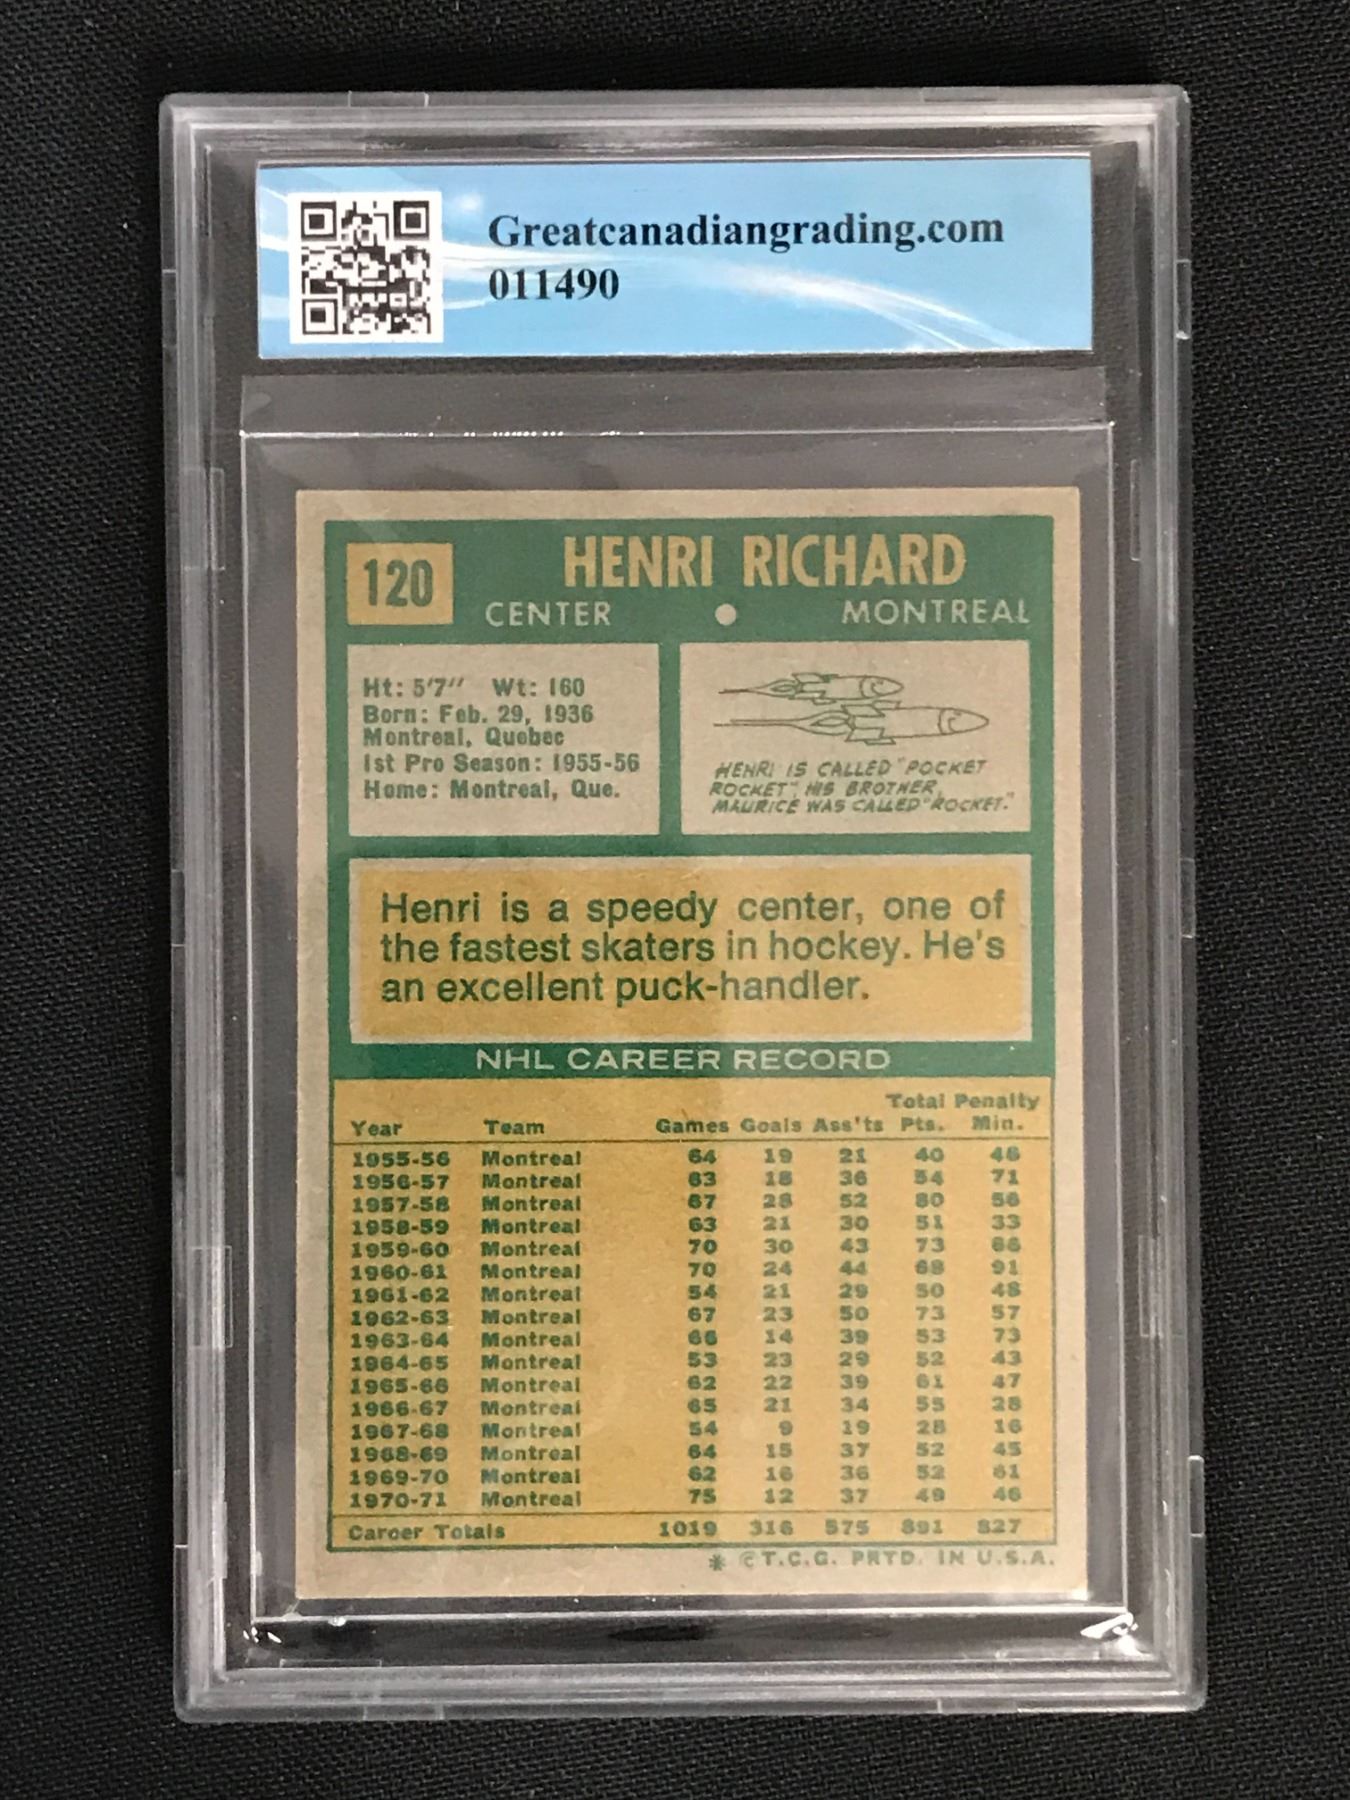 Greatcanadiangrading.com
011490
120
HENRI RICHARD
CENTER • MONTREAL
Ht: 5'7" Wt: 160
Born: Feb. 29, 1936
Montreal, Quebec
1st Pro Season: 1955-56
Home: Montreal, Que.
HENRI IS CALLED "POCKET
ROCKET", HIS BROTHER,
MAURICE WAS CALLED "ROCKET."
Henri is a speedy center, one of
the fastest skaters in hockey. He's
an excellent puck-handler.
NHL CAREER RECORD
Total Penalty
Year Team Games Goals Ass'ts Pts. Min.
1955-56 Montreal 64 19 21 40 46
1956-57 Montreal 63 18 36 54 71
1957-58 Montreal 67 28 52 80 56
1958-59 Montreal 63 21 30 51 33
1959-60 Montreal 70 30 43 73 66
1960-61 Montreal 70 24 44 68 91
1961-62 Montreal 54 21 29 50 48
1962-63 Montreal 67 23 50 73 57
1963-64 Montreal 66 14 39 53 73
1964-65 Montreal 53 23 29 52 43
1965-66 Montreal 62 22 39 61 47
1966-67 Montreal 65 21 34 55 28
1967-68 Montreal 54 9 19 28 16
1968-69 Montreal 64 15 37 52 45
1969-70 Montreal 62 16 36 52 61
1970-71 Montreal 75 12 37 49 46
Career Totals 1019 316 575 891 827
* © T.C.G. PRTD. IN U.S.A.